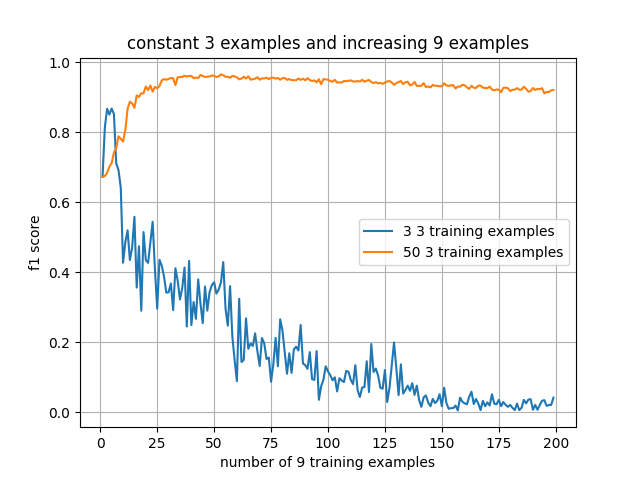 constant 3 examples and increasing 9 examples
1.0
0.8
0.6
0.4
0.2
0.0
f1 score
3 3 training examples
50 3 training examples
0 25 50 75 100 125 150 175 200
number of 9 training examples